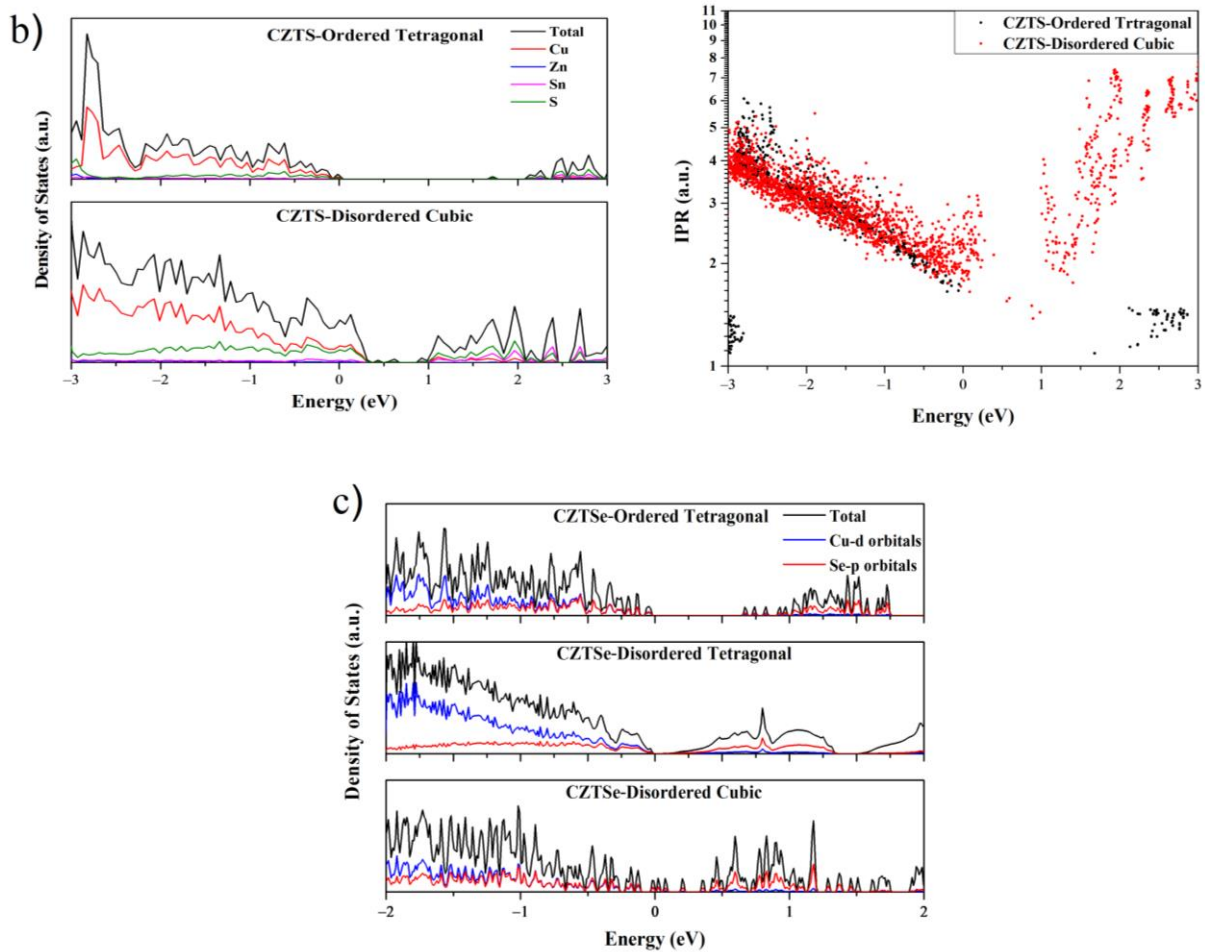 b)
CZTS-Ordered Tetragonal
Total
Cu
Zn
Sn
S
CZTS-Disordered Cubic
Density of States (a.u.)
−3 −2 −1 0 1 2 3
Energy (eV)
CZTS-Ordered Trtragonal
CZTS-Disordered Cubic
11
10
9
8
7
6
5
4
3
2
1
IPR (a.u.)
−3 −2 −1 0 1 2 3
Energy (eV)
c)
CZTSe-Ordered Tetragonal
Total
Cu-d orbitals
Se-p orbitals
CZTSe-Disordered Tetragonal
CZTSe-Disordered Cubic
Density of States (a.u.)
−2 −1 0 1 2
Energy (eV)